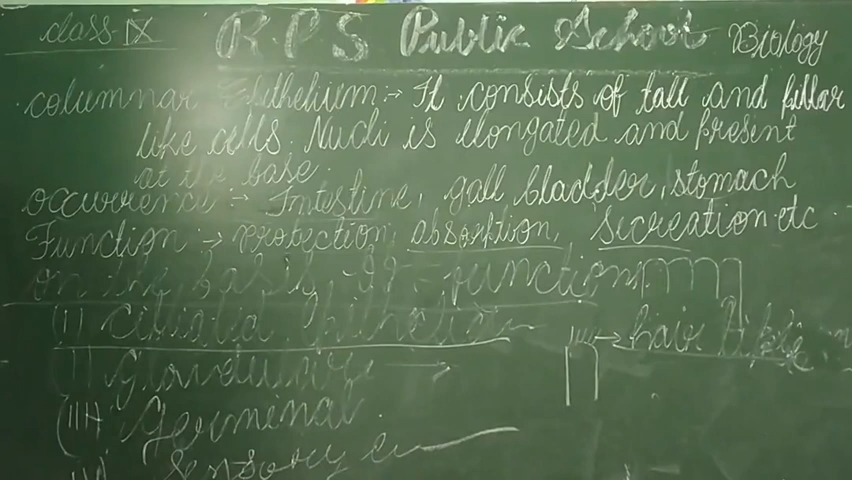 class IX R.P.S Public School Biology
columnar Epithelium :- It consists of tall and pillar
like cells. Nucli is elongated and present
at the base.
occurrence :- Intestine, gall bladder, stomach
Function → protection, absorption, Secreation etc
on the basis of - function
(I) ciliated Epithelium
→ hair like
Glandular →
(III) Germinal
Sensory